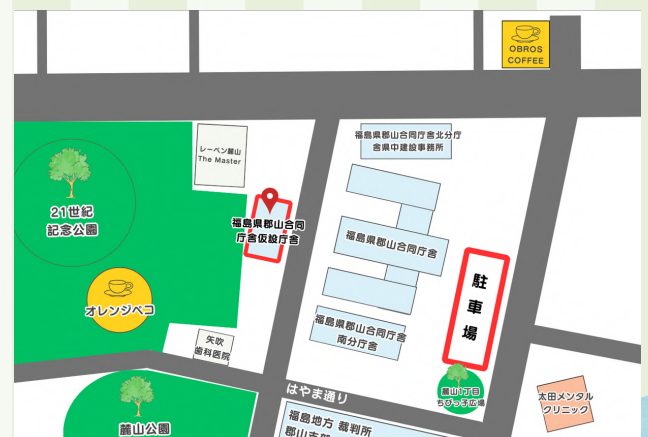 OBROS
COFFEE
レーベン麓山
The Master
福島県郡山合同庁舎北分庁
舎県中建設事務所
21世紀
記念公園
福島県郡山合同
庁舎仮設庁舎
福島県郡山合同庁舎
駐車場
オレンジペコ
矢吹
歯科医院
福島県郡山合同庁舎
南分庁舎
はやま通り
麓山1丁目
ちびっ子広場
太田メンタル
クリニック
麓山公園
福島地方 裁判所
郡山支部